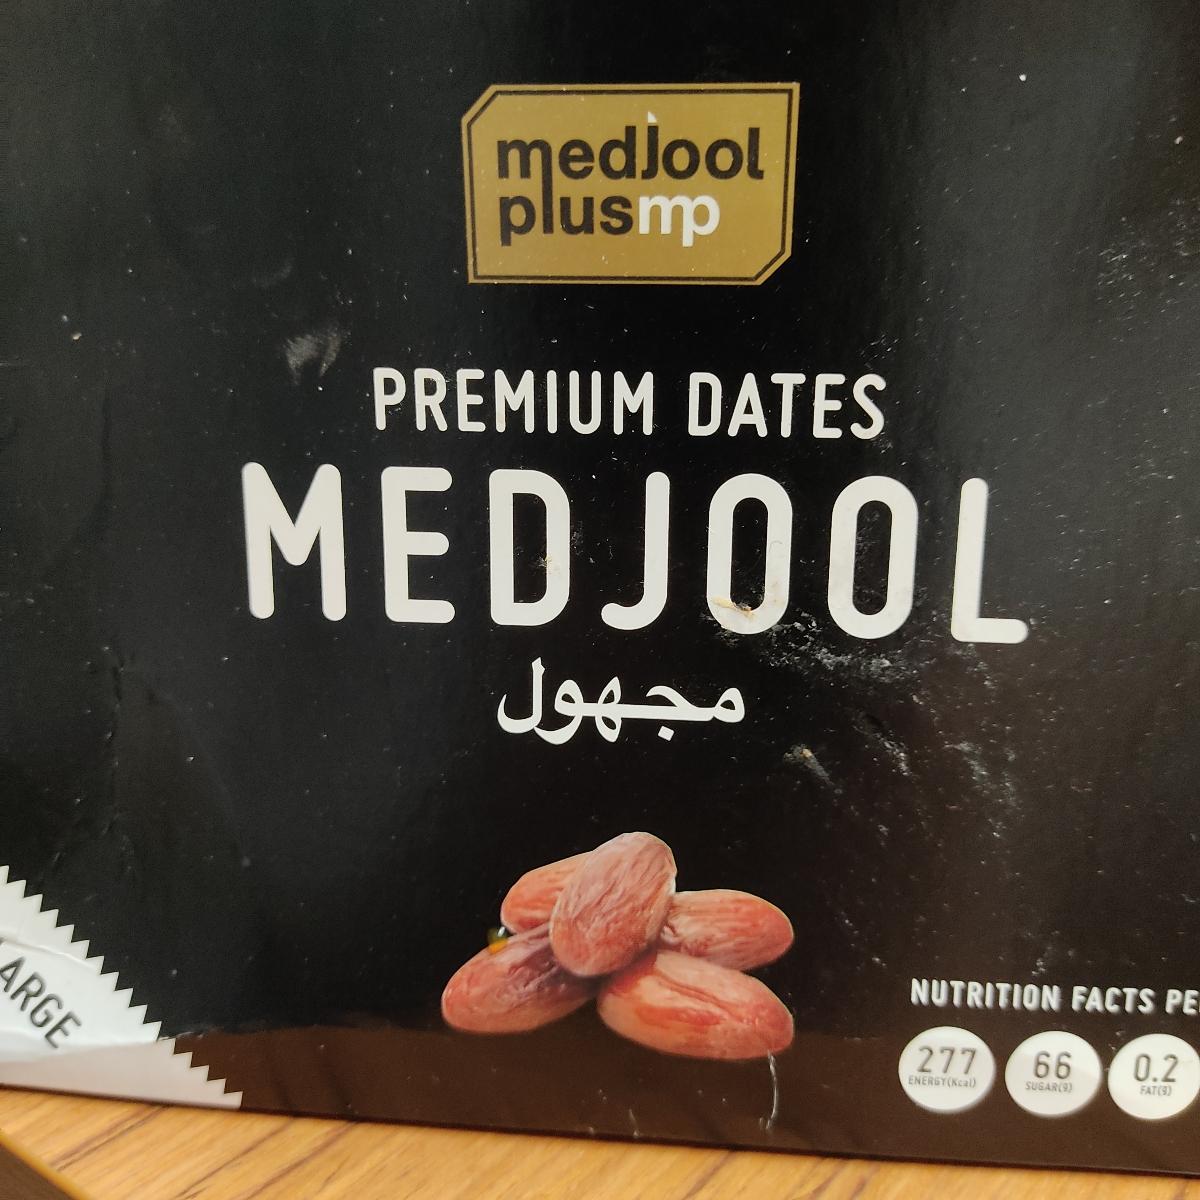 medjool
plusmp
PREMIUM DATES
MEDJOOL
مجهول
ARGE
NUTRITION FACTS PE
277 66 0.2
ENERGY(Kcal) SUGAR(g) FAT(g)